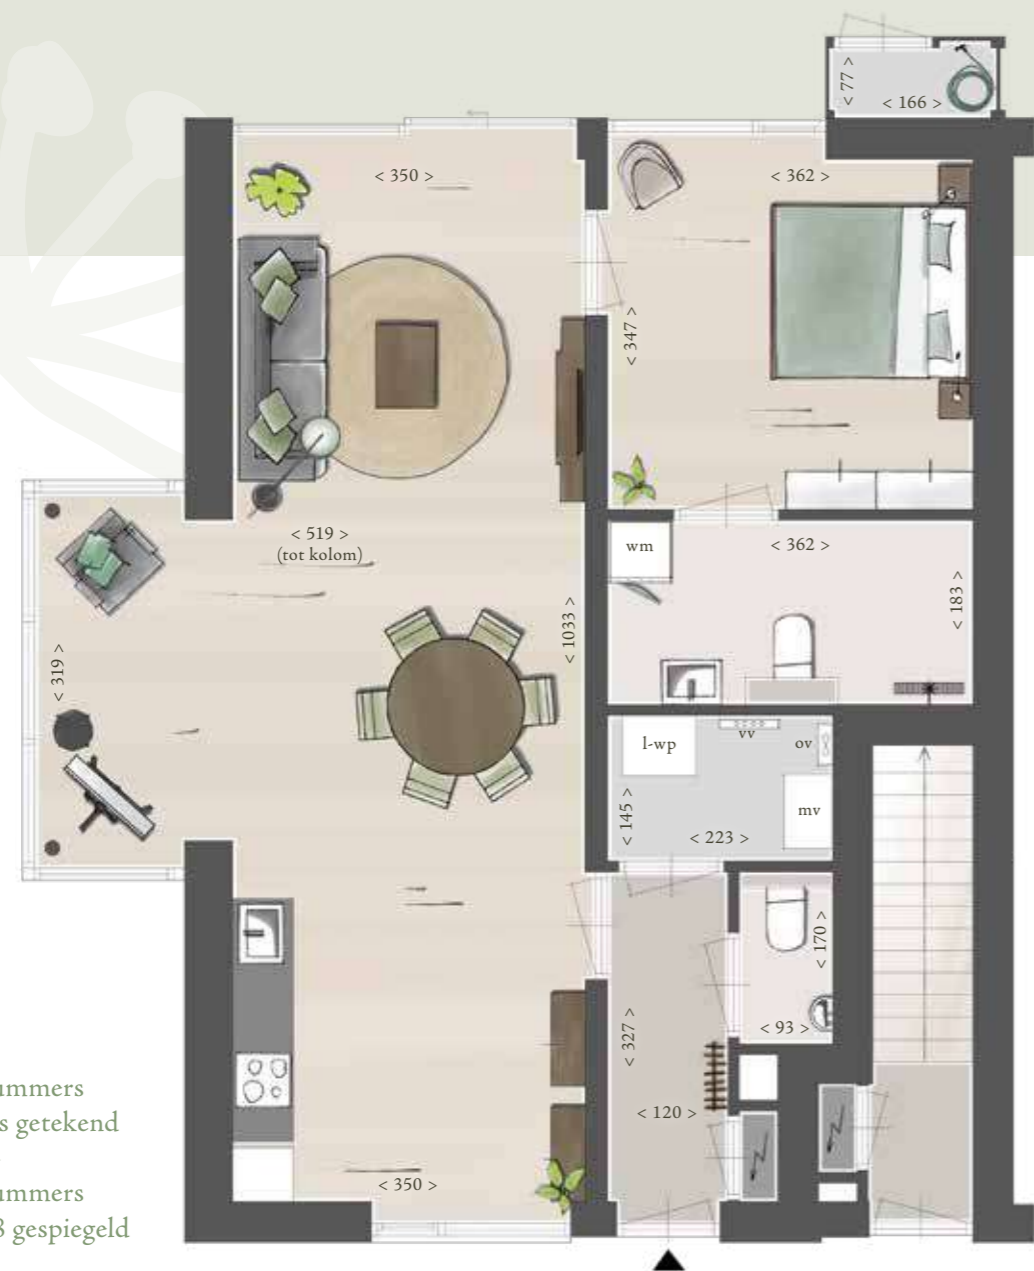 < 77 >
< 166 >
< 350 >
< 362 >
< 347 >
< 519 >
(tot kolom)
wm
< 362 >
< 183 >
< 1033 >
< 319 >
l-wp
vv
ov
mv
< 145 >
< 223 >
< 170 >
< 93 >
< 327 >
< 120 >
< 350 >
ummers
s getekend
ummers
8 gespiegeld